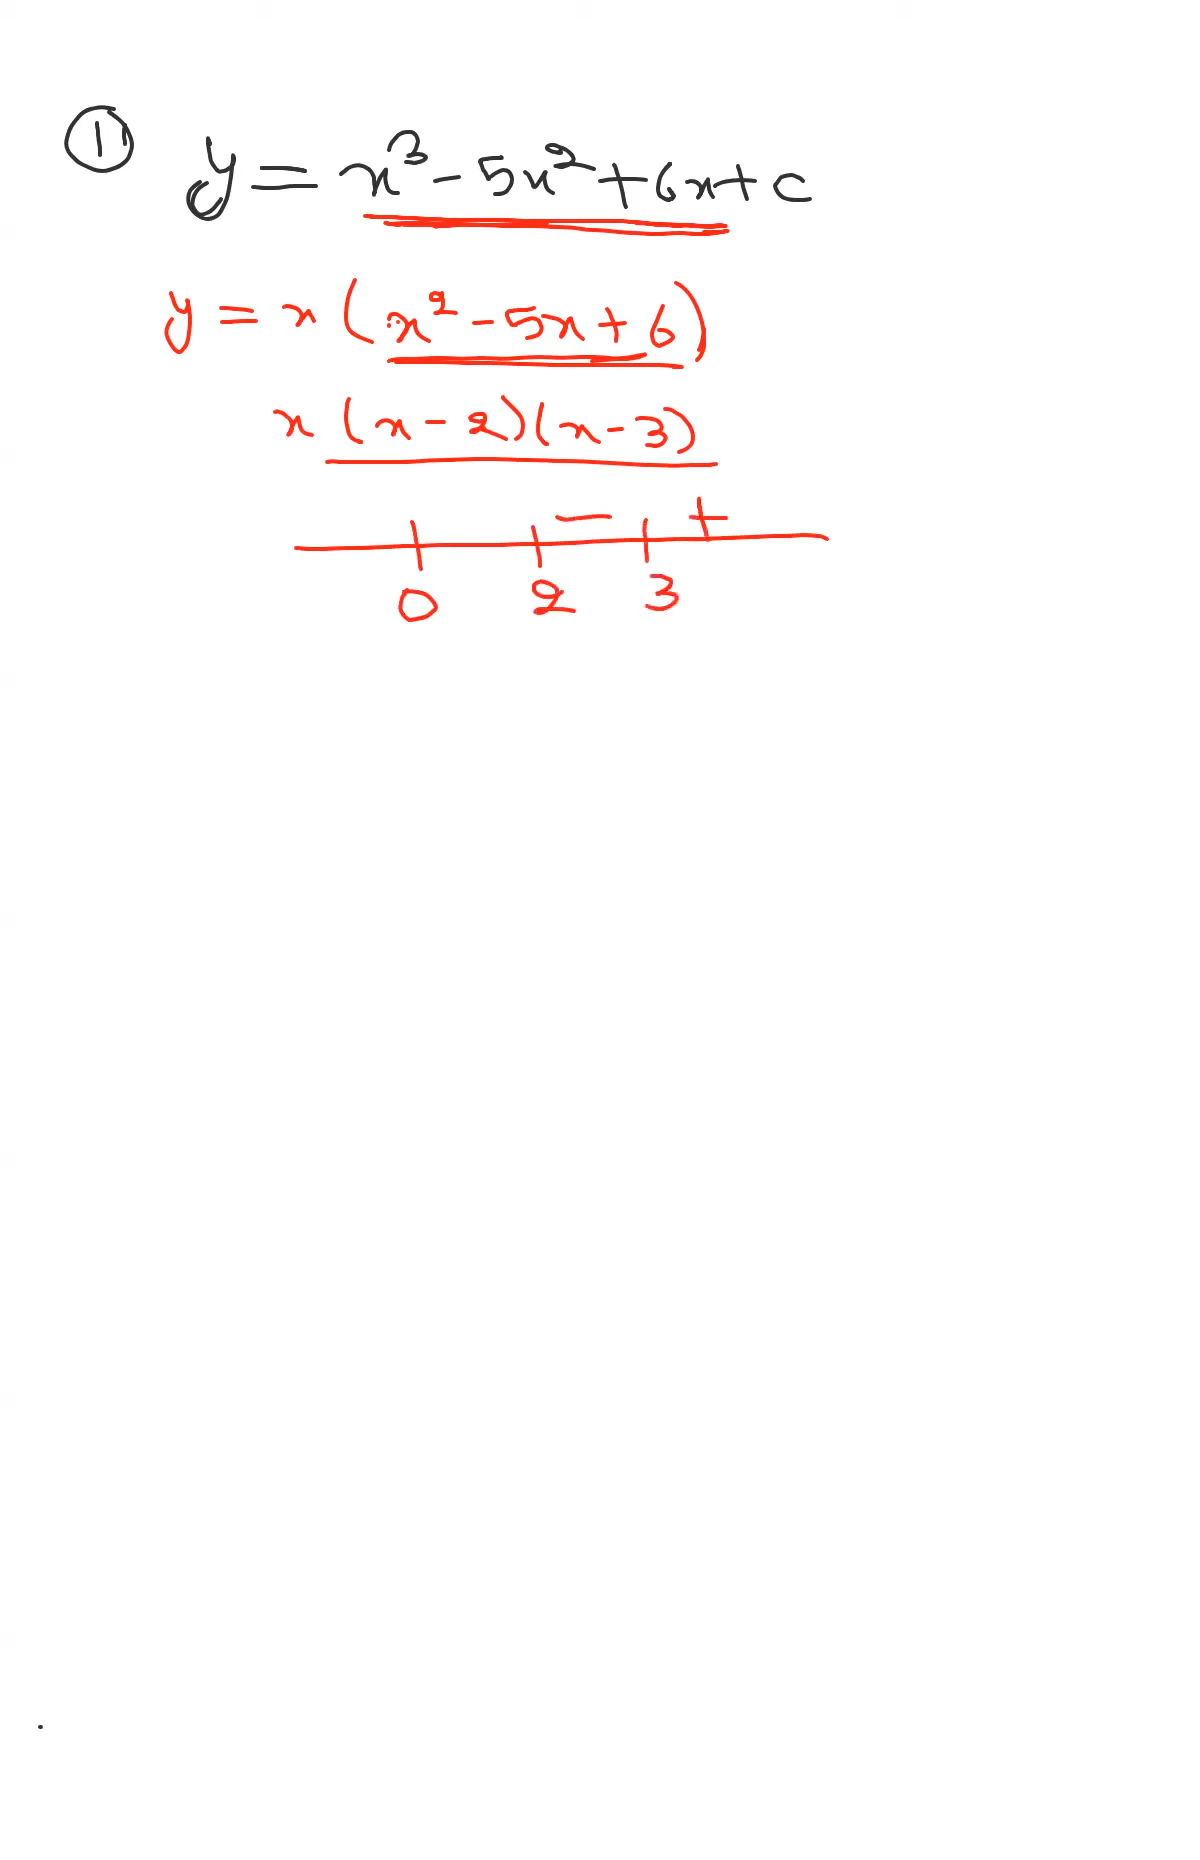 ① y = x³ - 5x² + 6x + c
y = x (x² - 5x + 6)
x (x - 2)(x - 3)
- +
0 2 3